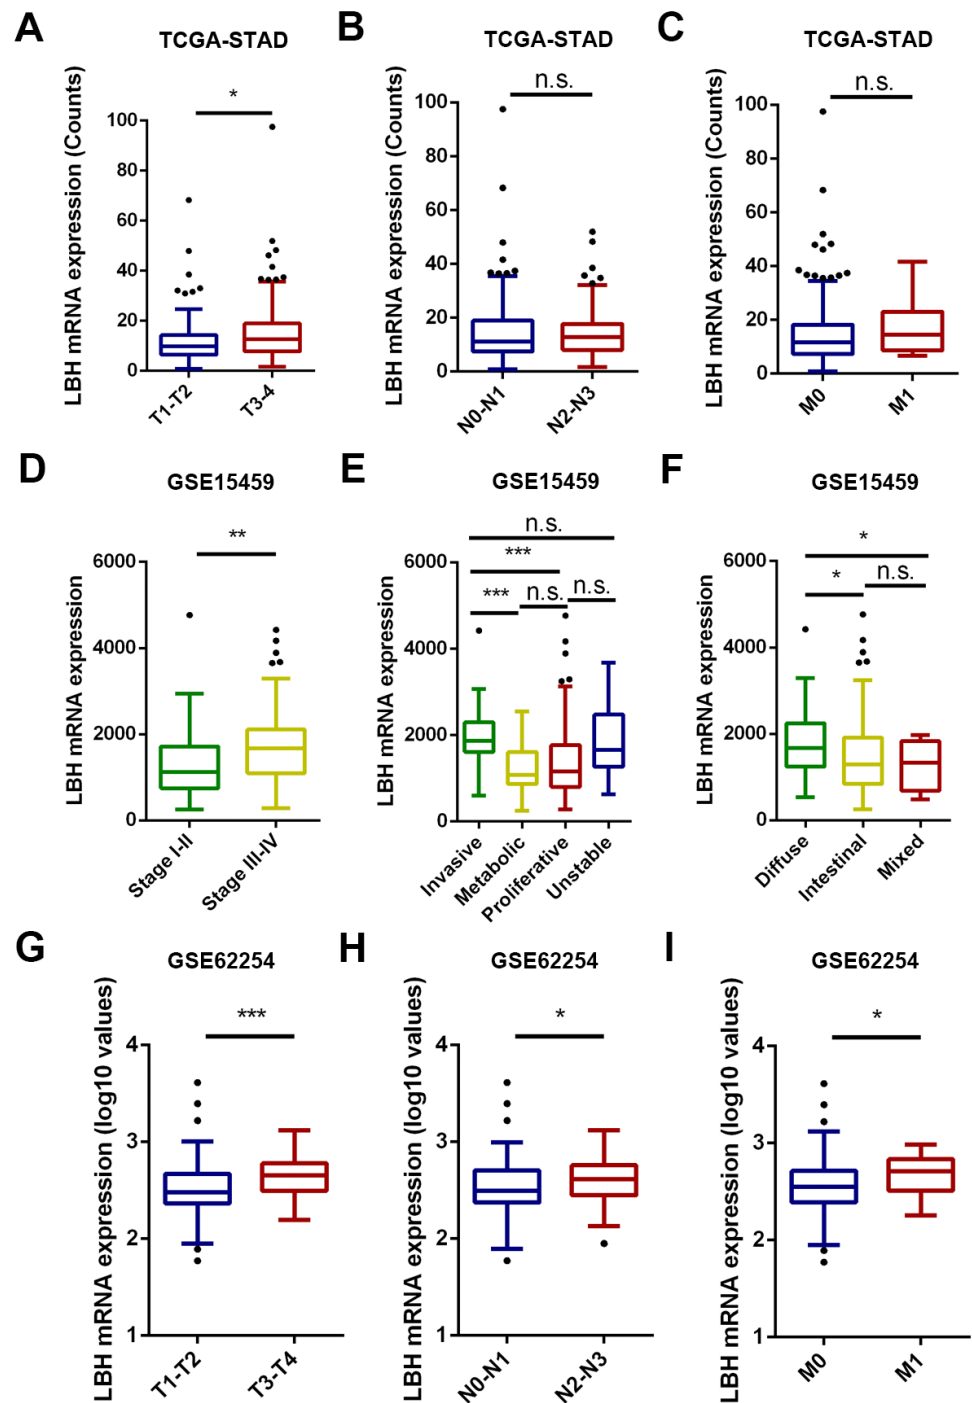 A
TCGA-STAD
LBH mRNA expression (Counts)
*
100
80
60
40
20
0
T1-T2
T3-4
B
TCGA-STAD
LBH mRNA expression (Counts)
n.s.
100
80
60
40
20
0
N0-N1
N2-N3
C
TCGA-STAD
LBH mRNA expression (Counts)
n.s.
100
80
60
40
20
0
M0
M1
D
GSE15459
LBH mRNA expression
**
6000
4000
2000
0
Stage I-II
Stage III-IV
E
GSE15459
LBH mRNA expression
n.s.
***
***
n.s.
n.s.
6000
4000
2000
0
Invasive
Metabolic
Proliferative
Unstable
F
GSE15459
LBH mRNA expression
*
*
n.s.
6000
4000
2000
0
Diffuse
Intestinal
Mixed
G
GSE62254
LBH mRNA expression (log10 values)
***
4
3
2
1
T1-T2
T3-T4
H
GSE62254
LBH mRNA expression (log10 values)
*
4
3
2
1
N0-N1
N2-N3
I
GSE62254
LBH mRNA expression (log10 values)
*
4
3
2
1
M0
M1